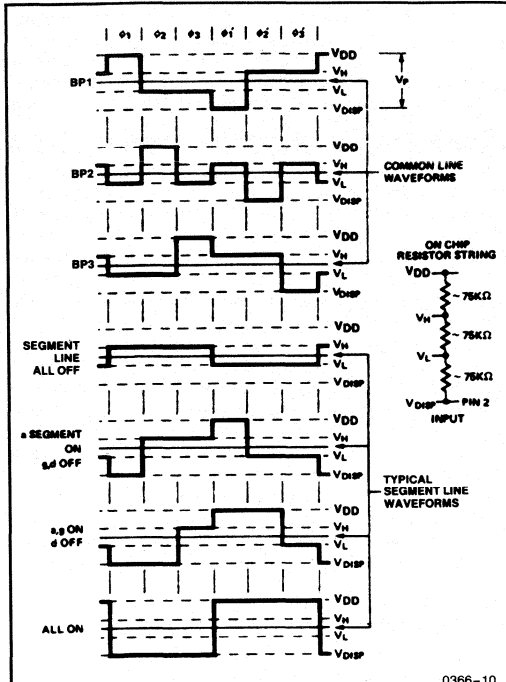 ϕ1 ϕ2 ϕ3 ϕ1′ ϕ2′ ϕ3′
BP1
VDD
VH
VL
VDISP
VP
BP2
VDD
VH
VL
VDISP
COMMON LINE
WAVEFORMS
BP3
VDD
VH
VL
VDISP
ON CHIP
RESISTOR STRING
VDD
~75KΩ
VH
~75KΩ
VL
~75KΩ
VDISP PIN 2
INPUT
SEGMENT
LINE
ALL OFF
VDD
VH
VL
VDISP
a SEGMENT
ON
g,d OFF
VDD
VH
VL
VDISP
TYPICAL
SEGMENT LINE
WAVEFORMS
a,g ON
d OFF
VDD
VH
VL
VDISP
ALL ON
VDD
VH
VL
VDISP
0366–10